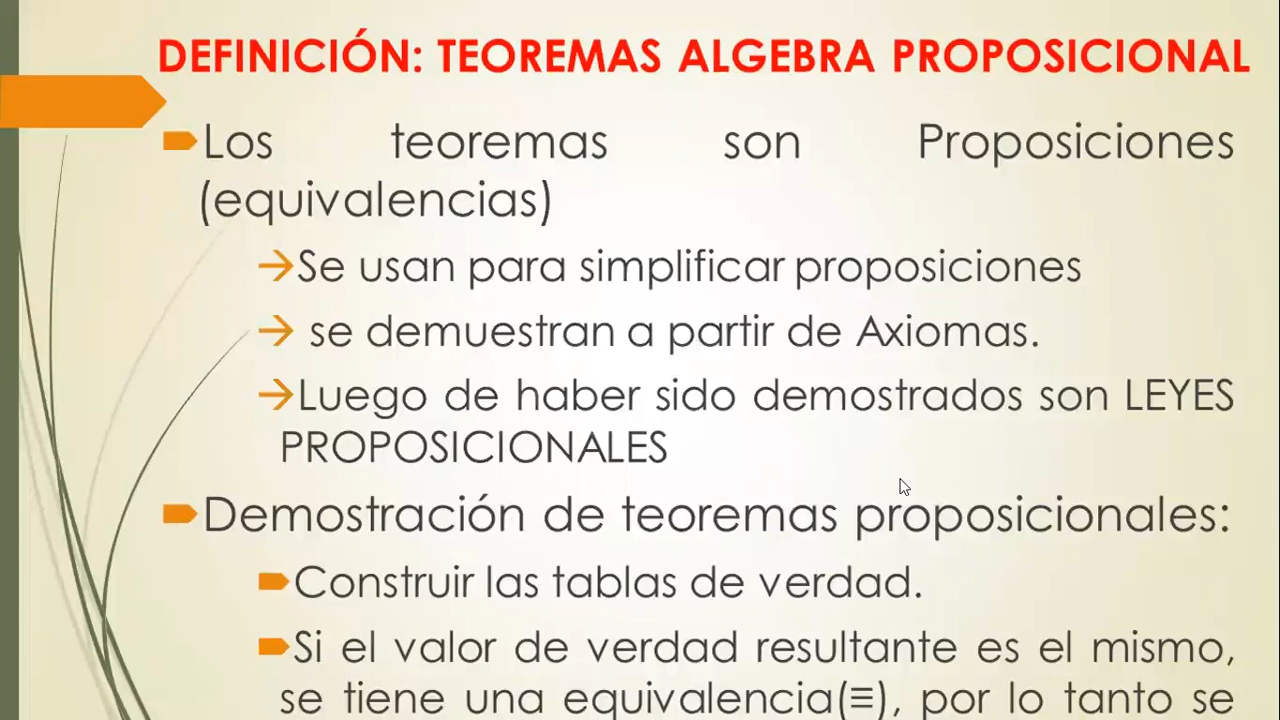 DEFINICIÓN: TEOREMAS ALGEBRA PROPOSICIONAL
Los teoremas son Proposiciones
(equivalencias)
→Se usan para simplificar proposiciones
→ se demuestran a partir de Axiomas.
→Luego de haber sido demostrados son LEYES
PROPOSICIONALES
Demostración de teoremas proposicionales:
Construir las tablas de verdad.
Si el valor de verdad resultante es el mismo,
se tiene una equivalencia(≡), por lo tanto se